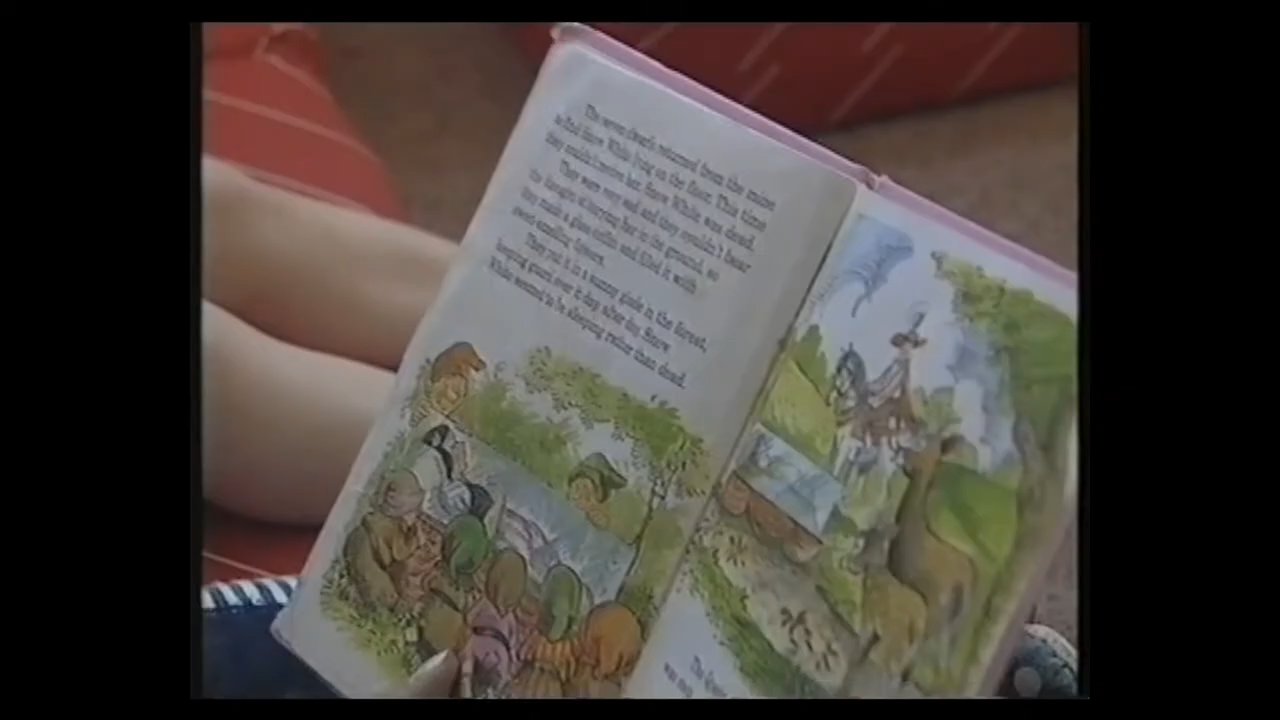 The seven dwarfs returned from the mine
to find Snow White lying on the floor. This time
they couldn't revive her. Snow White was dead.
They were very sad and they couldn't bear
the thought of burying her in the ground, so
they made a glass coffin and filled it with
sweet-smelling flowers.
They put it in a sunny glade in the forest,
keeping guard over it day after day. Snow
White seemed to be sleeping rather than dead.
The
was